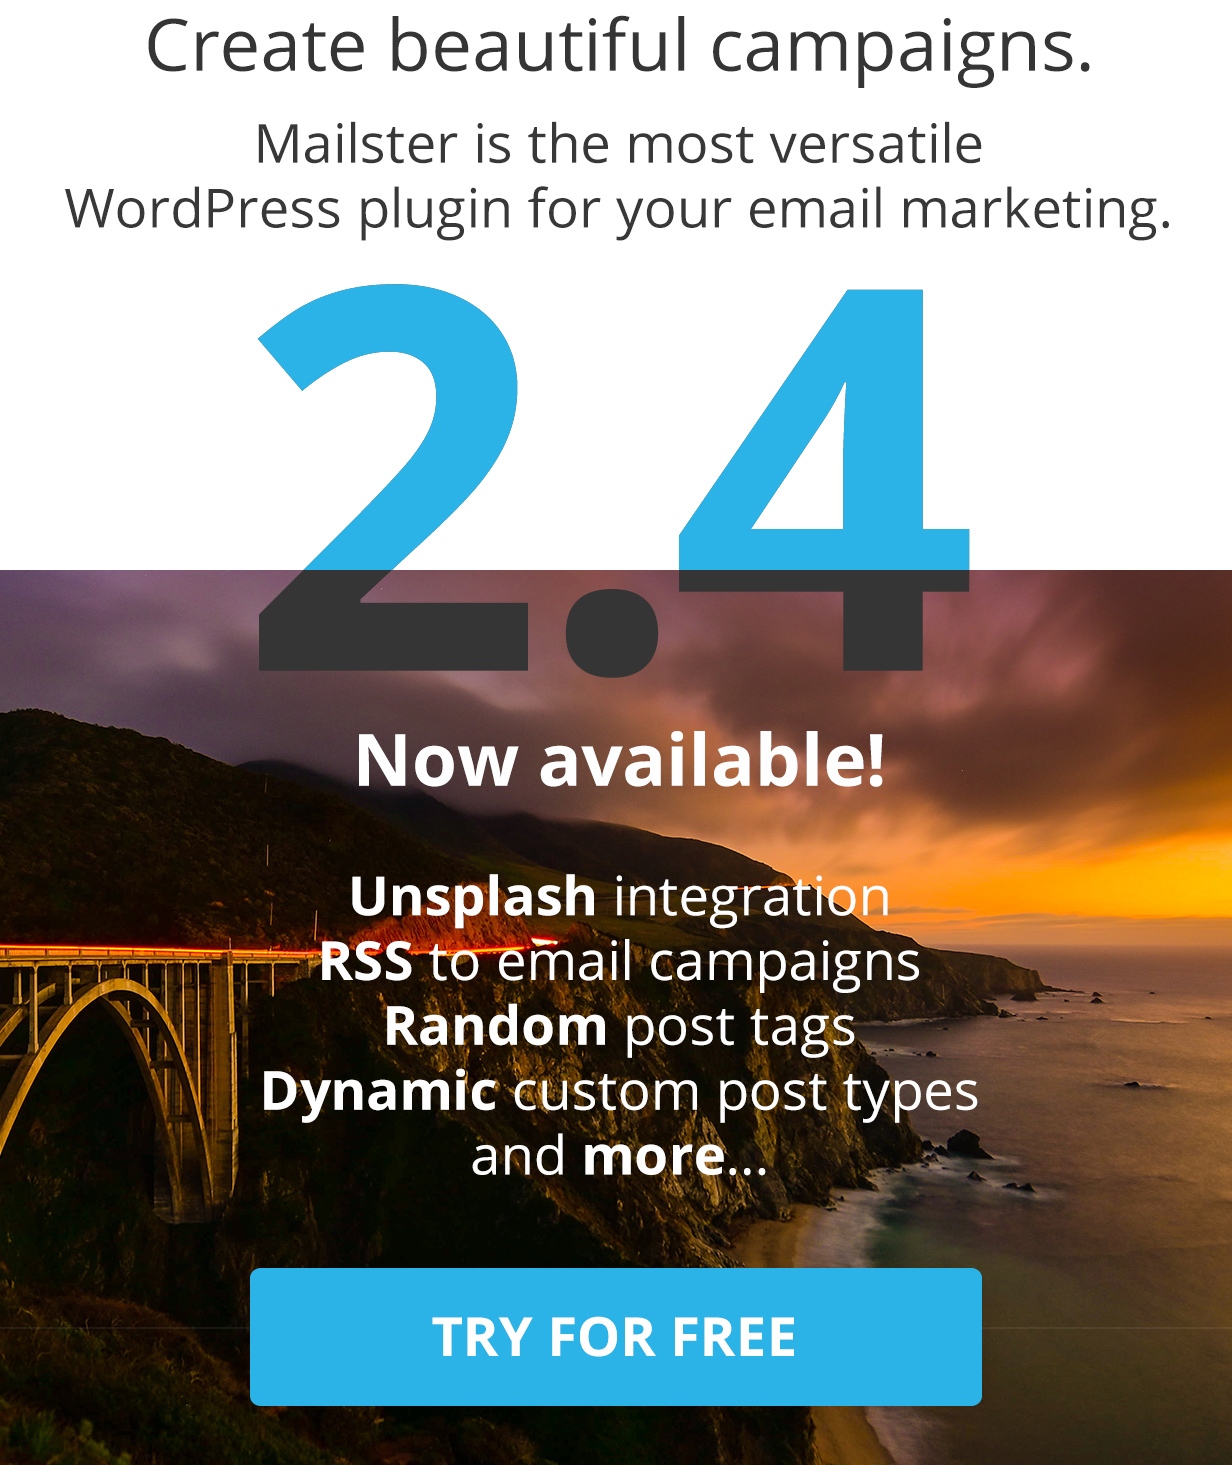 Create beautiful campaigns.
Mailster is the most versatile
WordPress plugin for your email marketing.
2.4
Now available!
Unsplash integration
RSS to email campaigns
Random post tags
Dynamic custom post types
and more...
TRY FOR FREE